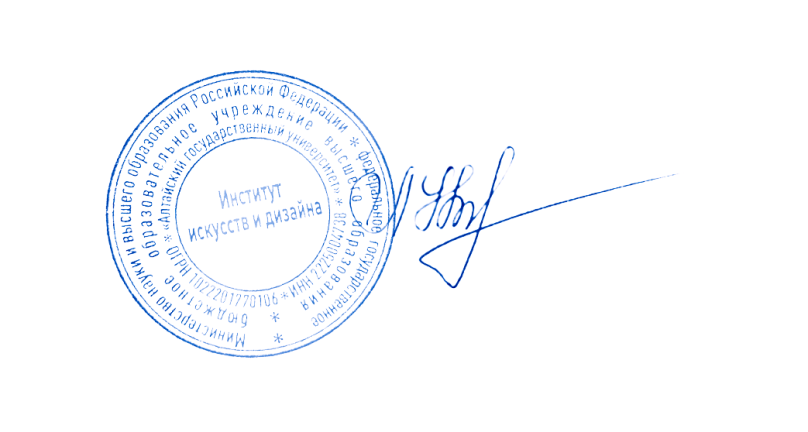 Министерство науки и высшего образования Российской Федерации * Федеральное государственное *
бюджетное образовательное учреждение высшего образования *
ОГРН 1022201770106 * ИНН 2225004738 * «Алтайский государственный университет» *
Институт
искусств и дизайна